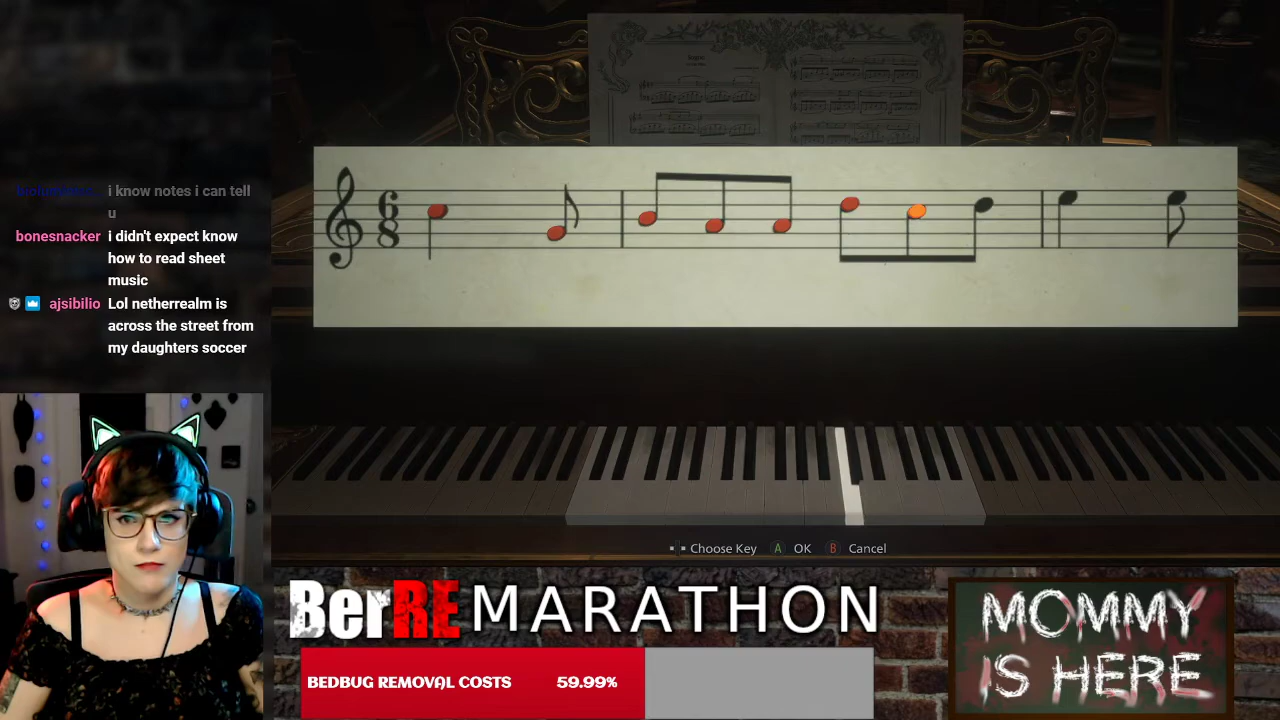 i know notes i can tell
u
bonesnacker i didn't expect know
how to read sheet
music
ajsibilio Lol netherrealm is
across the street from
my daughters soccer
6
8
Choose Key A OK B Cancel
BerRE MARATHON
BEDBUG REMOVAL COSTS 59.99%
MOMMY
IS HERE